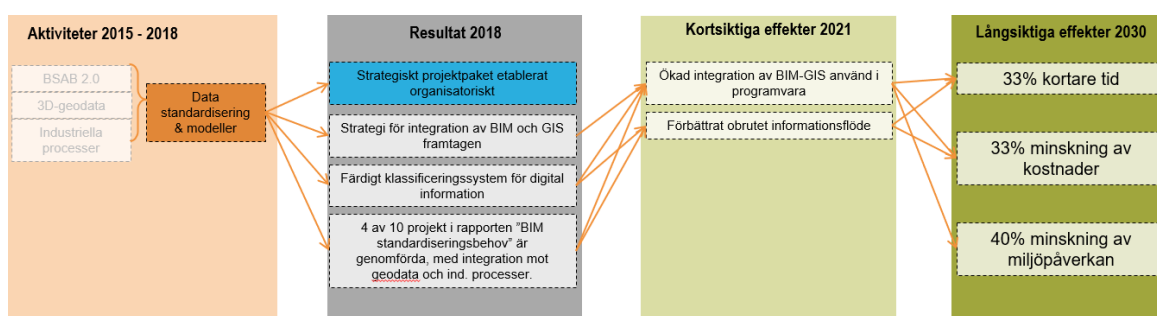 Aktiviteter 2015 - 2018
BSAB 2.0
3D-geodata
Industriella
processer
Data
standardisering
& modeller
Resultat 2018
Strategiskt projektpaket etablerat
organisatoriskt
Strategi för integration av BIM och GIS
framtagen
Färdigt klassificeringssystem för digital
information
4 av 10 projekt i rapporten ”BIM
standardiseringsbehov” är
genomförda, med integration mot
geodata och ind. processer.
Kortsiktiga effekter 2021
Ökad integration av BIM-GIS använd i
programvara
Förbättrat obrutet informationsflöde
Långsiktiga effekter 2030
33% kortare tid
33% minskning av
kostnader
40% minskning av
miljöpåverkan